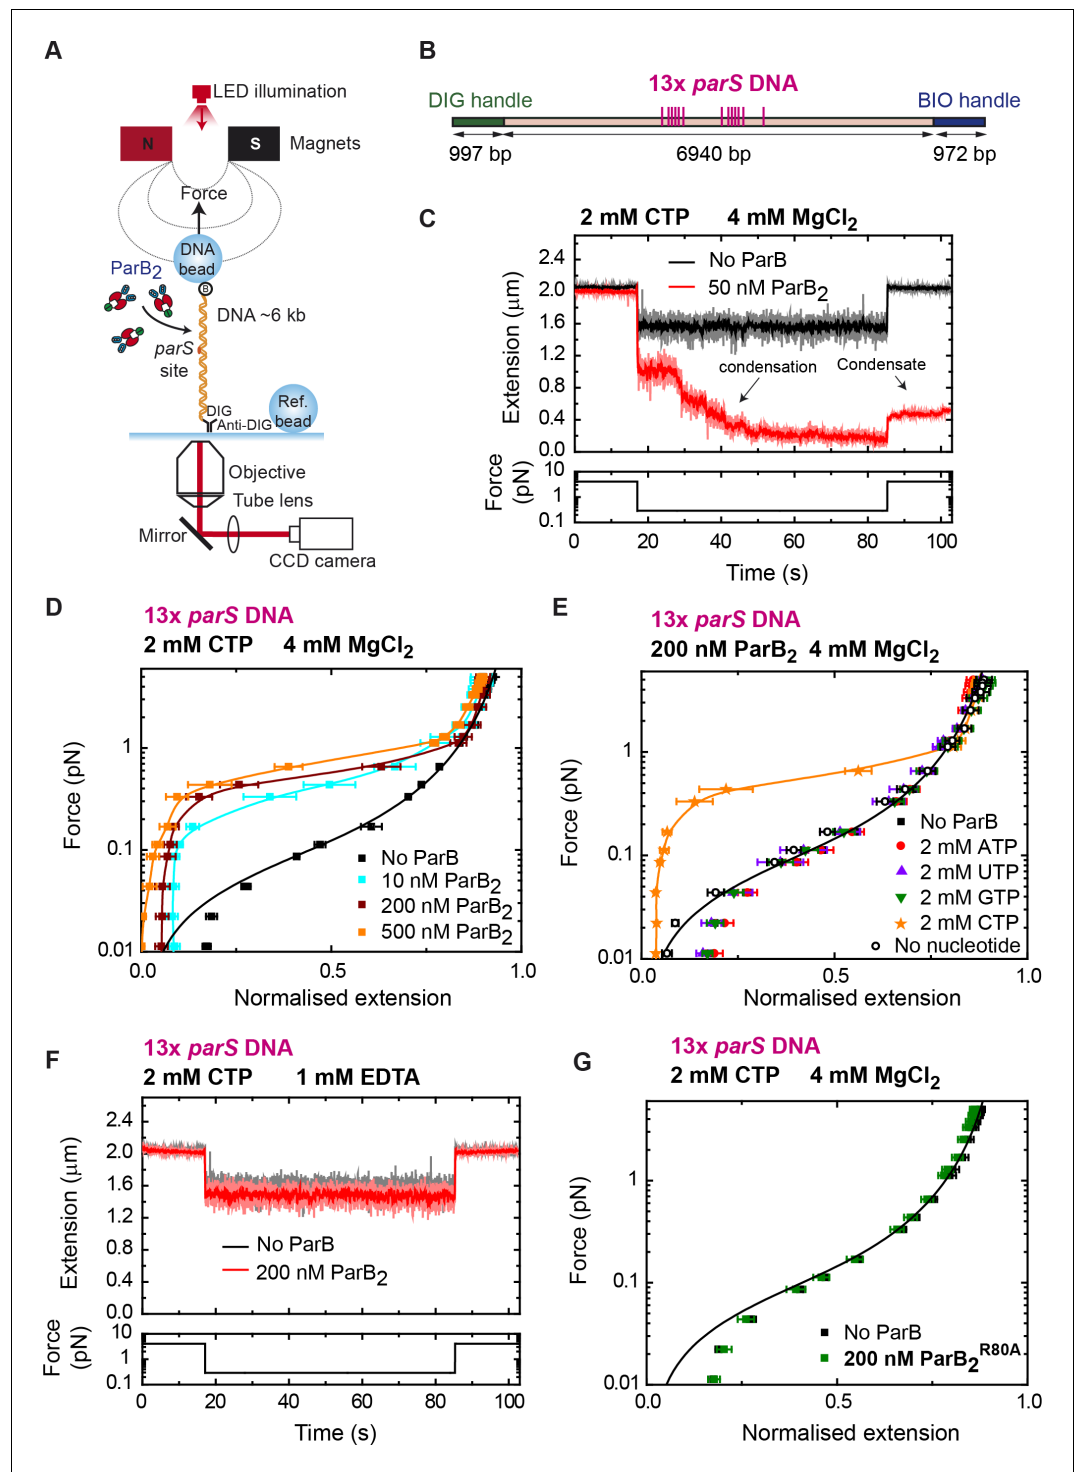 A
LED illumination
N
S
Magnets
Force
DNA
bead
ParB2
B
DNA ~6 kb
parS
site
DIG
Anti-DIG
Ref.
bead
Objective
Tube lens
Mirror
CCD camera
B
13x parS DNA
DIG handle
BIO handle
997 bp
6940 bp
972 bp
C
2 mM CTP 4 mM MgCl2
Extension (μm)
2.4
2.0
1.6
1.2
0.8
0.4
0.0
No ParB
50 nM ParB2
condensation
Condensate
Force
(pN)
10
1
0.1
0 20 40 60 80 100
Time (s)
D
13x parS DNA
2 mM CTP 4 mM MgCl2
Force (pN)
1
0.1
0.01
No ParB
10 nM ParB2
200 nM ParB2
500 nM ParB2
0.0 0.5 1.0
Normalised extension
E
13x parS DNA
200 nM ParB2 4 mM MgCl2
Force (pN)
1
0.1
0.01
No ParB
2 mM ATP
2 mM UTP
2 mM GTP
2 mM CTP
No nucleotide
0.0 0.5 1.0
Normalised extension
F
13x parS DNA
2 mM CTP 1 mM EDTA
Extension (μm)
2.4
2.0
1.6
1.2
0.8
0.4
0.0
No ParB
200 nM ParB2
Force
(pN)
10
1
0.1
0 20 40 60 80 100
Time (s)
G
13x parS DNA
2 mM CTP 4 mM MgCl2
Force (pN)
1
0.1
0.01
No ParB
200 nM ParB2 R80A
0.0 0.5 1.0
Normalised extension